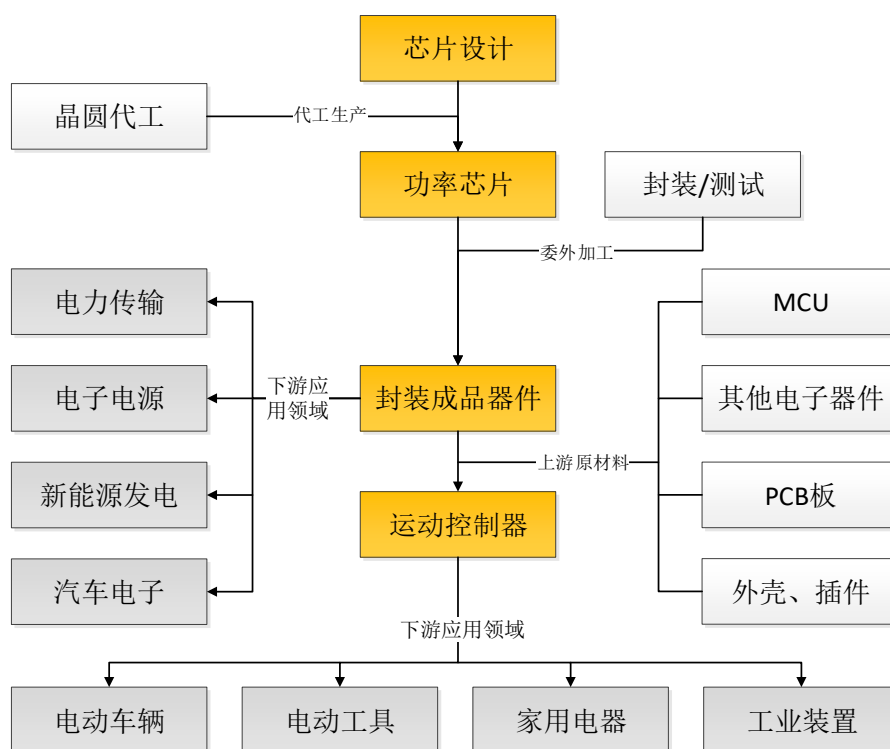 芯片设计
晶圆代工
代工生产
功率芯片
封装/测试
委外加工
电力传输
MCU
电子电源
下游应
用领域
封装成品器件
其他电子器件
上游原材料
新能源发电
运动控制器
PCB板
汽车电子
外壳、插件
下游应用领域
电动车辆
电动工具
家用电器
工业装置